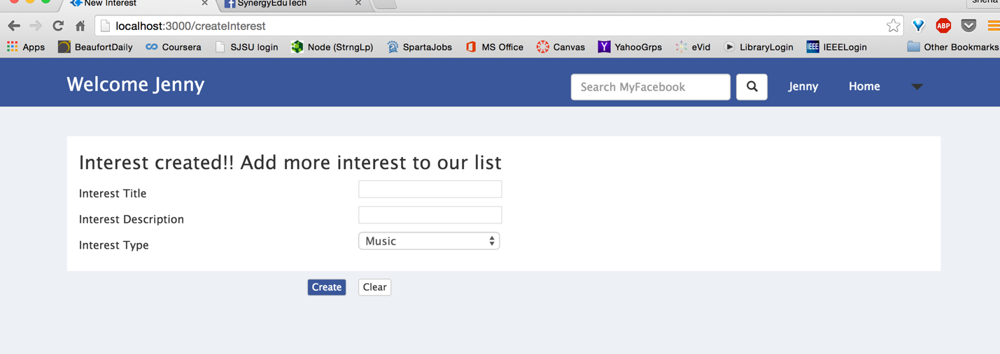 New Interest SynergyEduTech
localhost:3000/createInterest ABP
Apps BeaufortDaily Coursera SJSU login Node (StrngLp) SpartaJobs MS Office Canvas YahooGrps eVid LibraryLogin IEEE IEEELogin Other Bookmarks
Welcome Jenny Search MyFacebook Jenny Home
Interest created!! Add more interest to our list
Interest Title
Interest Description
Interest Type Music
Create Clear